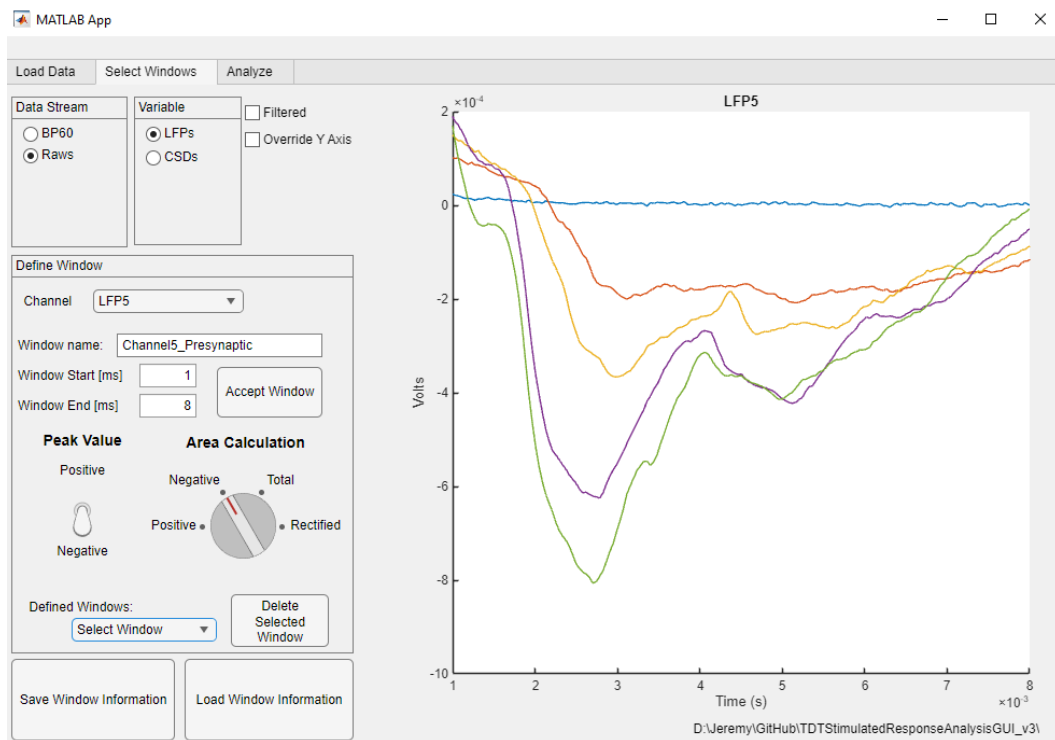 MATLAB App
Load Data Select Windows Analyze
Data Stream
BP60
Raws
Variable
LFPs
CSDs
Filtered
Override Y Axis
Define Window
Channel LFP5
Window name: Channel5_Presynaptic
Window Start [ms] 1
Window End [ms] 8
Accept Window
Peak Value
Positive
Negative
Area Calculation
Negative Total
Positive Rectified
Defined Windows:
Select Window
Delete
Selected
Window
Save Window Information Load Window Information
LFP5
×10⁻⁴
2
0
-2
-4
-6
-8
-10
Volts
1 2 3 4 5 6 7 8
Time (s)
×10⁻³
D:\Jeremy\GitHub\TDTStimulatedResponseAnalysisGUI_v3\